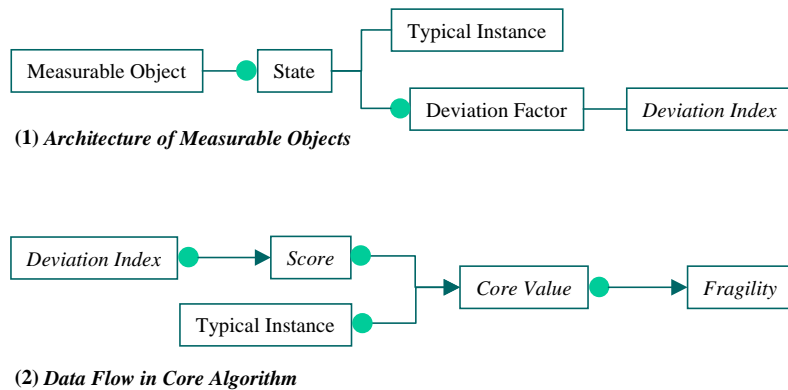 Typical Instance
Measurable Object
State
Deviation Factor
Deviation Index
(1) Architecture of Measurable Objects
Deviation Index
Score
Core Value
Fragility
Typical Instance
(2) Data Flow in Core Algorithm